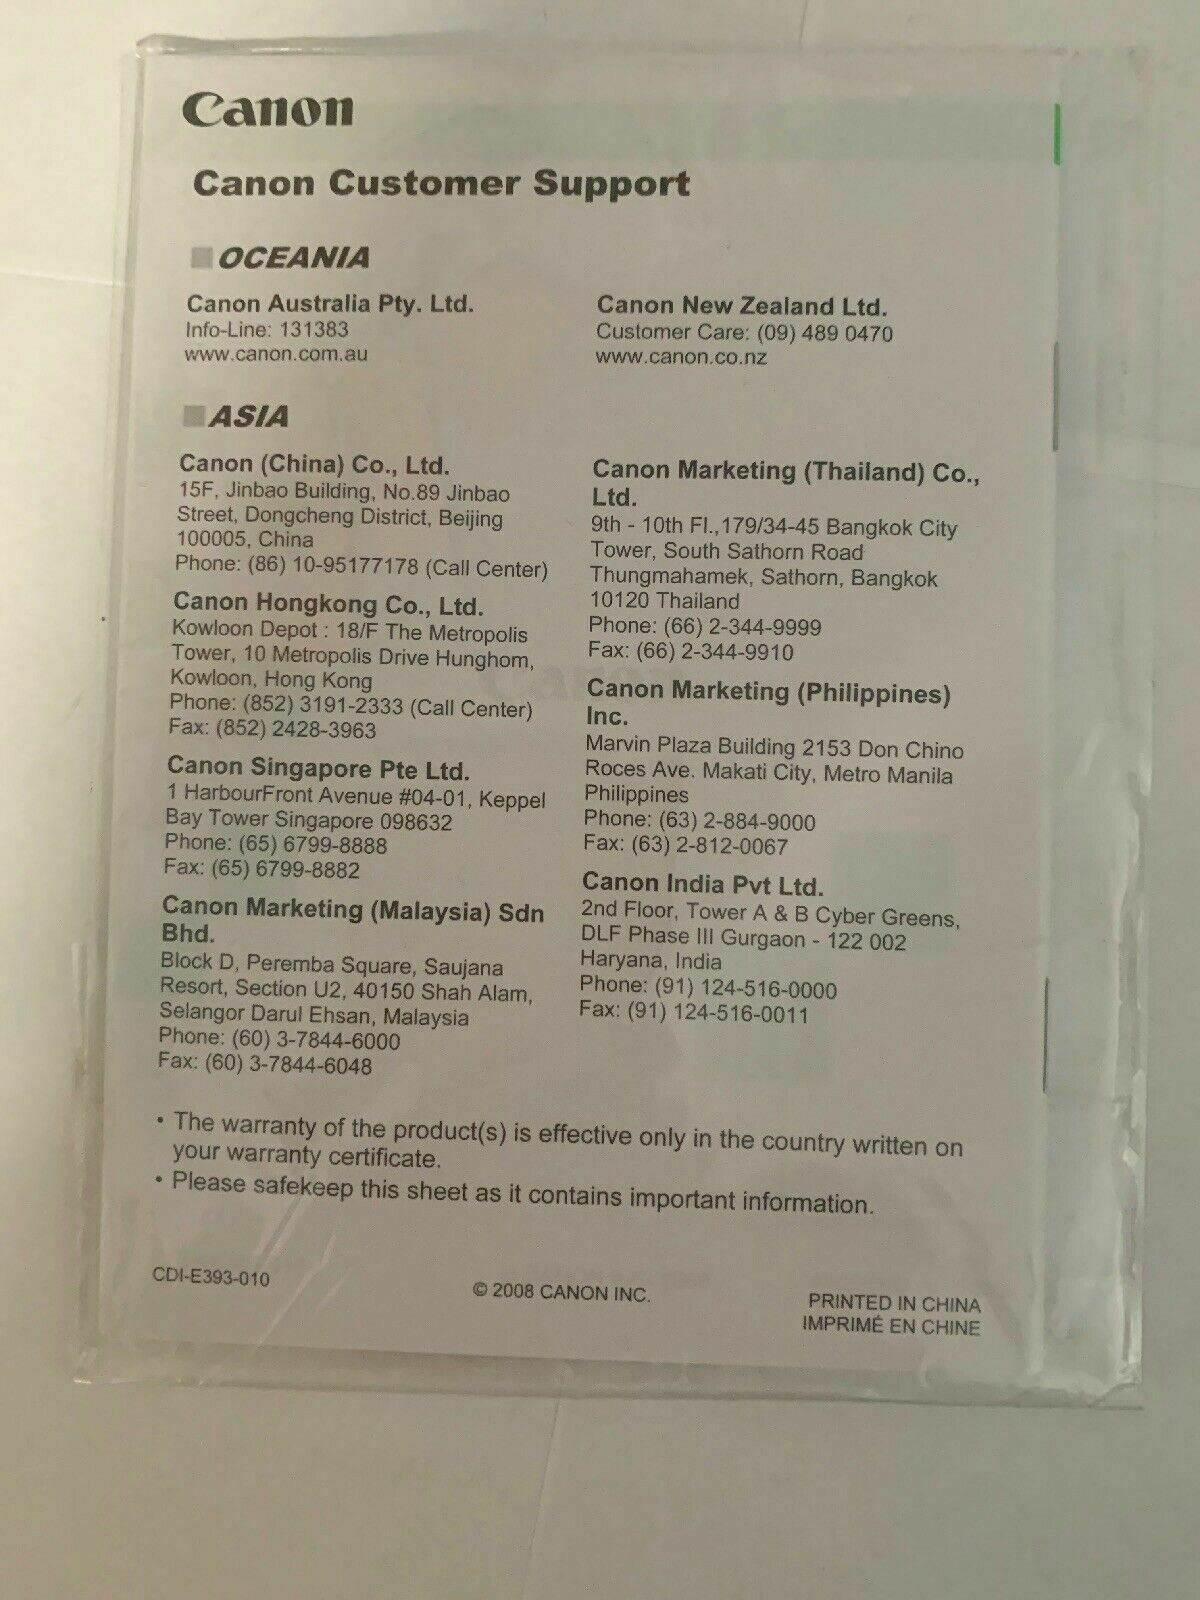 Canon
Canon Customer Support
OCEANIA
Canon Australia Pty. Ltd.
Info-Line: 131383
www.canon.com.au
Canon New Zealand Ltd.
Customer Care: (09) 489 0470
www.canon.co.nz
ASIA
Canon (China) Co., Ltd.
15F, Jinbao Building, No.89 Jinbao
Street, Dongcheng District, Beijing
100005, China
Phone: (86) 10-95177178 (Call Center)
Canon Hongkong Co., Ltd.
Kowloon Depot : 18/F The Metropolis
Tower, 10 Metropolis Drive Hunghom,
Kowloon, Hong Kong
Phone: (852) 3191-2333 (Call Center)
Fax: (852) 2428-3963
Canon Singapore Pte Ltd.
1 HarbourFront Avenue #04-01, Keppel
Bay Tower Singapore 098632
Phone: (65) 6799-8888
Fax: (65) 6799-8882
Canon Marketing (Malaysia) Sdn
Bhd.
Block D, Peremba Square, Saujana
Resort, Section U2, 40150 Shah Alam,
Selangor Darul Ehsan, Malaysia
Phone: (60) 3-7844-6000
Fax: (60) 3-7844-6048
Canon Marketing (Thailand) Co.,
Ltd.
9th - 10th Fl.,179/34-45 Bangkok City
Tower, South Sathorn Road
Thungmahamek, Sathorn, Bangkok
10120 Thailand
Phone: (66) 2-344-9999
Fax: (66) 2-344-9910
Canon Marketing (Philippines)
Inc.
Marvin Plaza Building 2153 Don Chino
Roces Ave. Makati City, Metro Manila
Philippines
Phone: (63) 2-884-9000
Fax: (63) 2-812-0067
Canon India Pvt Ltd.
2nd Floor, Tower A & B Cyber Greens,
DLF Phase III Gurgaon - 122 002
Haryana, India
Phone: (91) 124-516-0000
Fax: (91) 124-516-0011
• The warranty of the product(s) is effective only in the country written on
your warranty certificate.
• Please safekeep this sheet as it contains important information.
CDI-E393-010
© 2008 CANON INC.
PRINTED IN CHINA
IMPRIMÉ EN CHINE